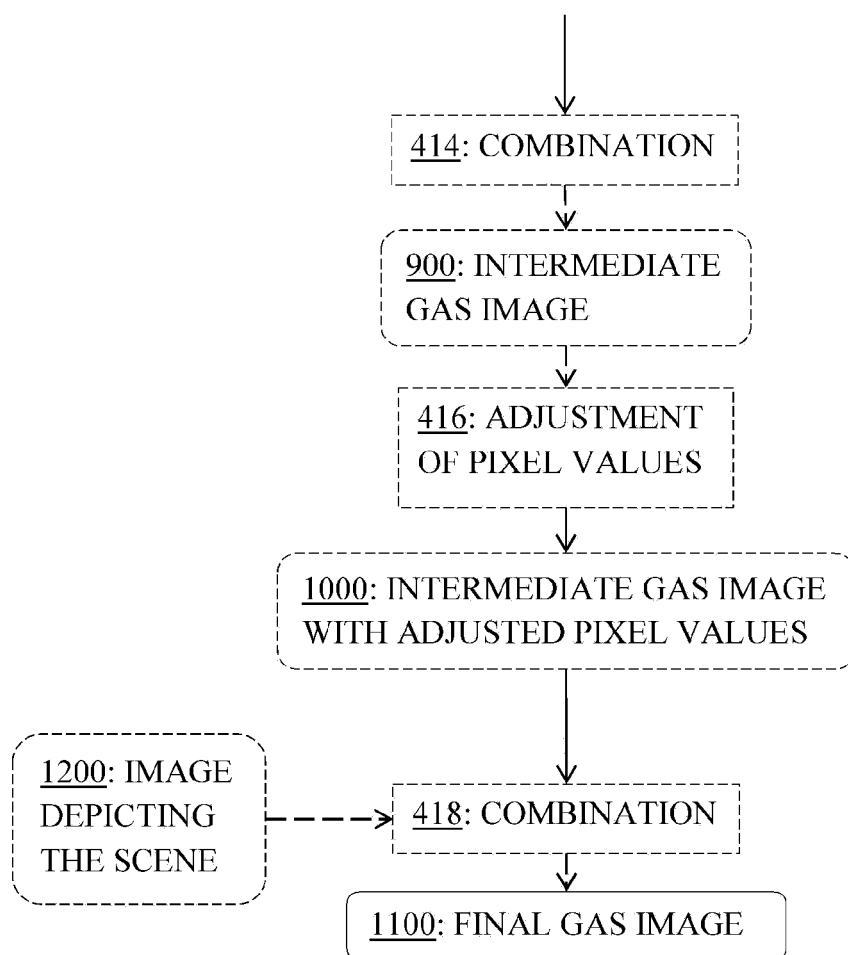 414: COMBINATION
900: INTERMEDIATE
GAS IMAGE
416: ADJUSTMENT
OF PIXEL VALUES
1000: INTERMEDIATE GAS IMAGE
WITH ADJUSTED PIXEL VALUES
1200: IMAGE
DEPICTING
THE SCENE
418: COMBINATION
1100: FINAL GAS IMAGE